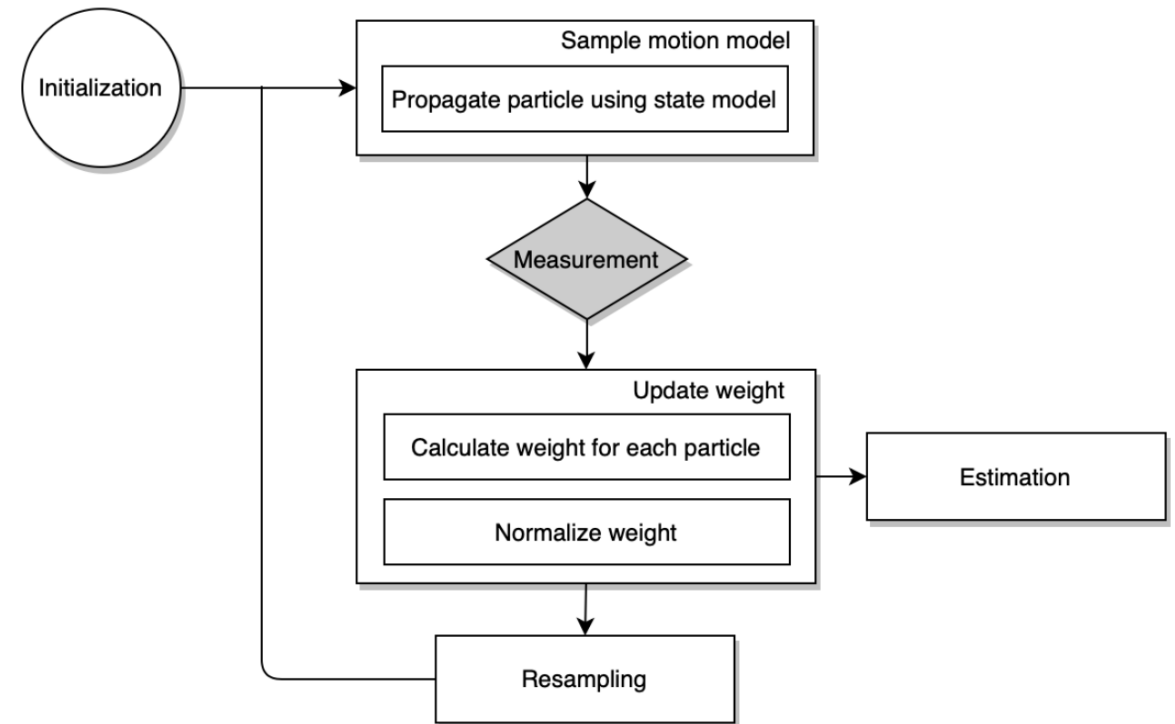 Initialization
Sample motion model
Propagate particle using state model
Measurement
Update weight
Calculate weight for each particle
Normalize weight
Estimation
Resampling